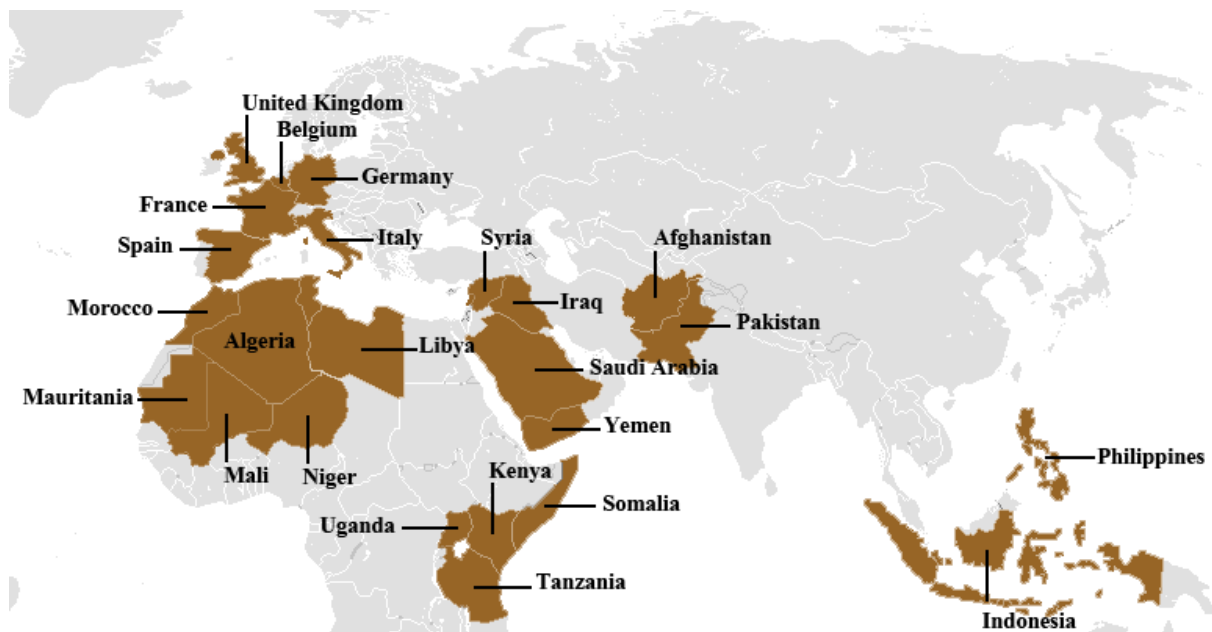 United Kingdom
Belgium
Germany
France
Spain
Italy
Syria
Afghanistan
Morocco
Iraq
Algeria
Libya
Pakistan
Saudi Arabia
Mauritania
Yemen
Mali
Niger
Kenya
Philippines
Somalia
Uganda
Tanzania
Indonesia